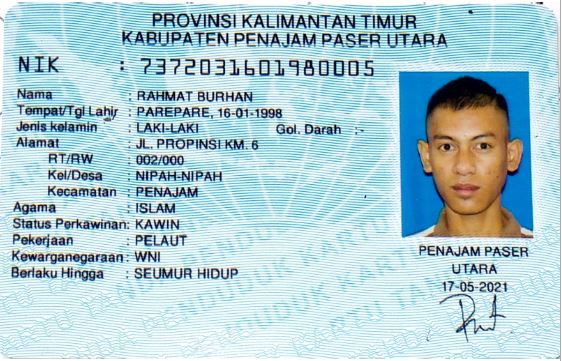 PROVINSI KALIMANTAN TIMUR
KABUPATEN PENAJAM PASER UTARA
NIK : 7372031601980005
Nama : RAHMAT BURHAN
Tempat/Tgl Lahir : PAREPARE, 16-01-1998
Jenis kelamin : LAKI-LAKI Gol. Darah :-
Alamat : JL. PROPINSI KM. 6
RT/RW : 002/000
Kel/Desa : NIPAH-NIPAH
Kecamatan : PENAJAM
Agama : ISLAM
Status Perkawinan: KAWIN
Pekerjaan : PELAUT
Kewarganegaraan: WNI
Berlaku Hingga : SEUMUR HIDUP
PENAJAM PASER
UTARA
17-05-2021